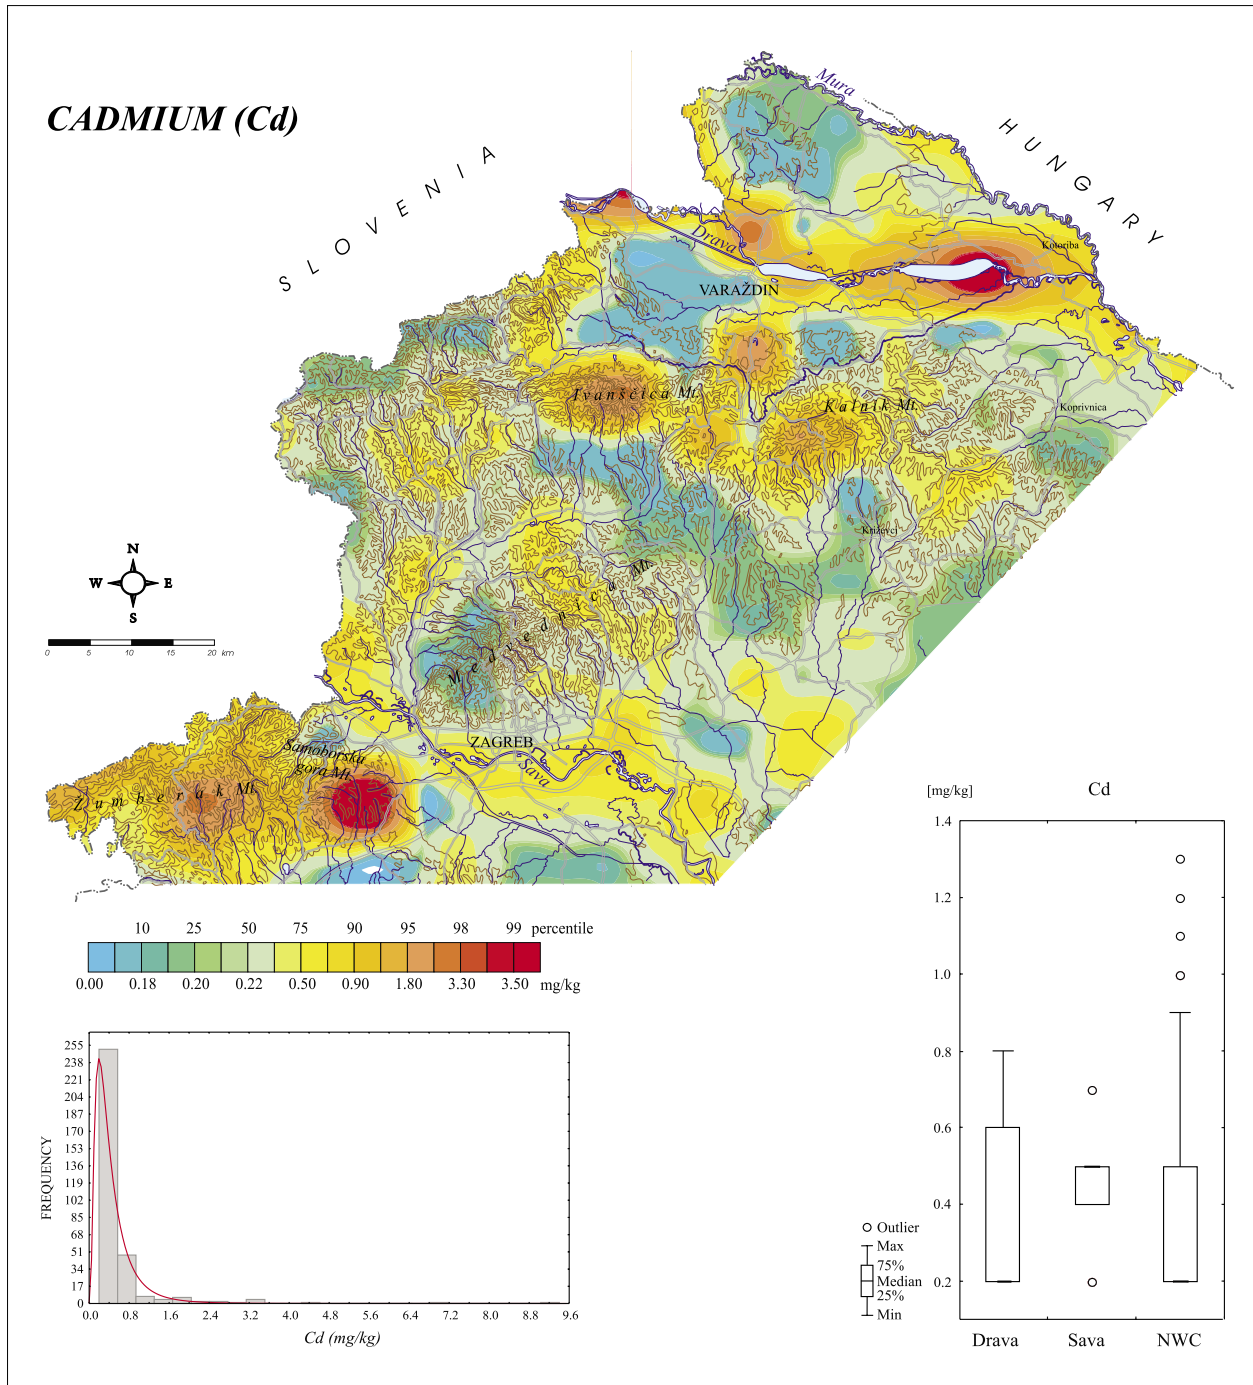 CADMIUM (Cd)
SLOVENIA
HUNGARY
Mura
Drava
Kotoriba
VARAŽDIN
Ivanščica Mt.
Kalnik Mt.
Koprivnica
Križevci
Medvednica Mt.
N
W E
S
0 5 10 15 20 km
Samoborska
gora Mt.
Žumberak Mt.
ZAGREB
Sava
10 25 50 75 90 95 98 99 percentile
0.00 0.18 0.20 0.22 0.50 0.90 1.80 3.30 3.50 mg/kg
FREQUENCY
255
238
221
204
187
170
153
136
119
102
85
68
51
34
17
0
0.0 0.8 1.6 2.4 3.2 4.0 4.8 5.6 6.4 7.2 8.0 8.8 9.6
Cd (mg/kg)
[mg/kg] Cd
1.4
1.2
1.0
0.8
0.6
0.4
0.2
Outlier
Max
75%
Median
25%
Min
Drava Sava NWC